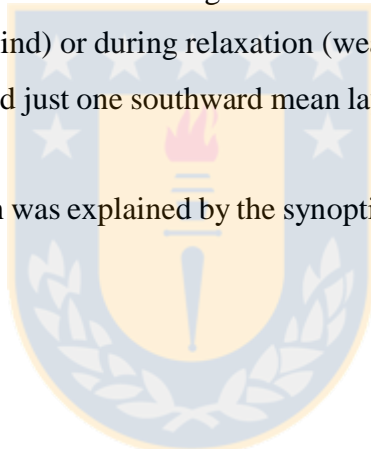 ind) or during relaxation (wea
d just one southward mean la
n was explained by the synopti